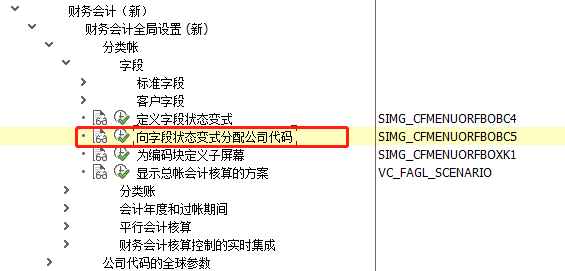 财务会计（新）
财务会计全局设置（新）
分类帐
字段
标准字段
客户字段
定义字段状态变式 SIMG_CFMENUORFBOBC4
向字段状态变式分配公司代码 SIMG_CFMENUORFBOBC5
为编码块定义子屏幕 SIMG_CFMENUORFBOXK1
显示总帐会计核算的方案 VC_FAGL_SCENARIO
分类账
会计年度和过帐期间
平行会计核算
财务会计核算控制的实时集成
公司代码的全球参数